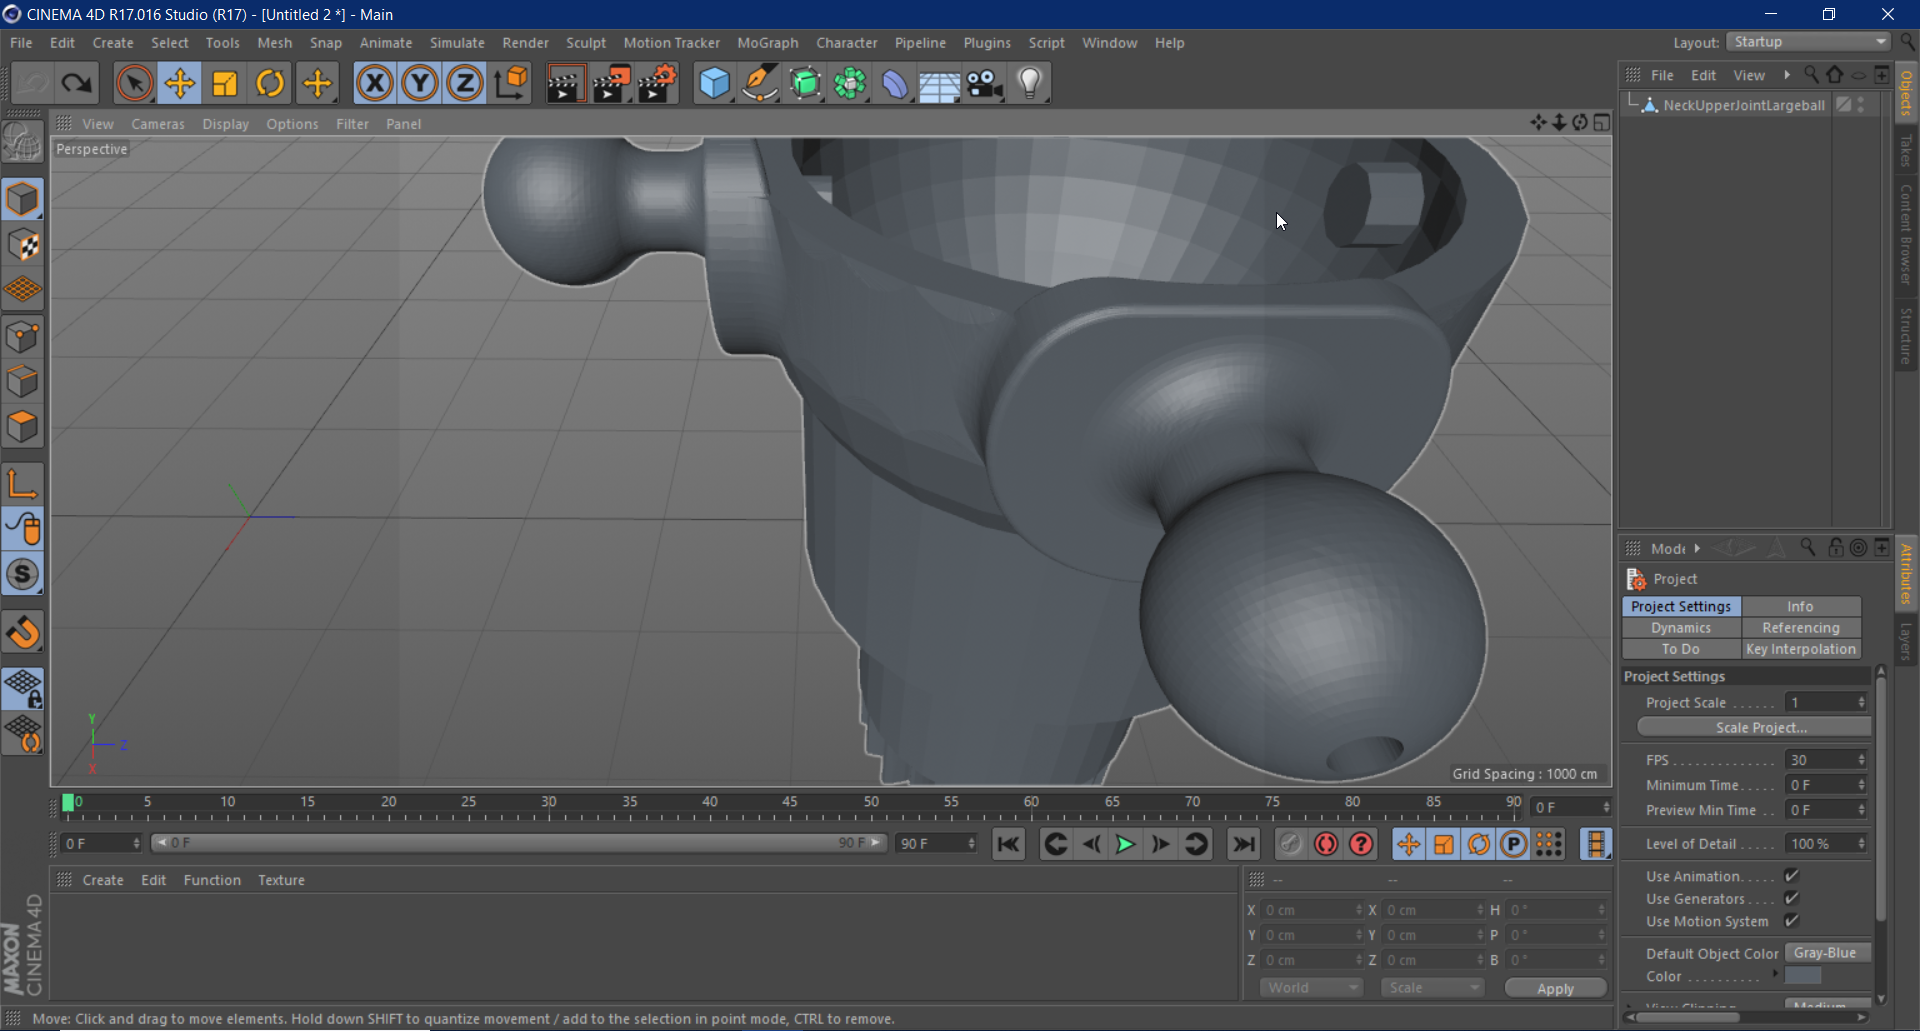 CINEMA 4D R17.016 Studio (R17) - [Untitled 2 *] - Main
File Edit Create Select Tools Mesh Snap Animate Simulate Render Sculpt Motion Tracker MoGraph Character Pipeline Plugins Script Window Help
Layout: Startup
File Edit View
NeckUpperJointLargeball
Objects
Takes
Content Browser
Structure
View Cameras Display Options Filter Panel
Perspective
Y
Z
X
Grid Spacing : 1000 cm
Mode
Project
Project Settings Info
Dynamics Referencing
To Do Key Interpolation
Project Settings
Project Scale . . . . . . 1
Scale Project...
FPS . . . . . . . . . . . . . 30
Minimum Time. . . . . 0 F
Preview Min Time . . 0 F
Level of Detail . . . . . 100 %
Use Animation. . . . .
Use Generators . . . .
Use Motion System
Default Object Color Gray-Blue
Color . . . . . . . . . .
View Clipping Medium
Attributes
Layers
0 5 10 15 20 25 30 35 40 45 50 55 60 65 70 75 80 85 90 0 F
0 F 0 F 90 F 90 F
Create Edit Function Texture
-- -- --
X 0 cm X 0 cm H 0 °
Y 0 cm Y 0 cm P 0 °
Z 0 cm Z 0 cm B 0 °
World Scale Apply
MAXON
CINEMA 4D
Move: Click and drag to move elements. Hold down SHIFT to quantize movement / add to the selection in point mode, CTRL to remove.